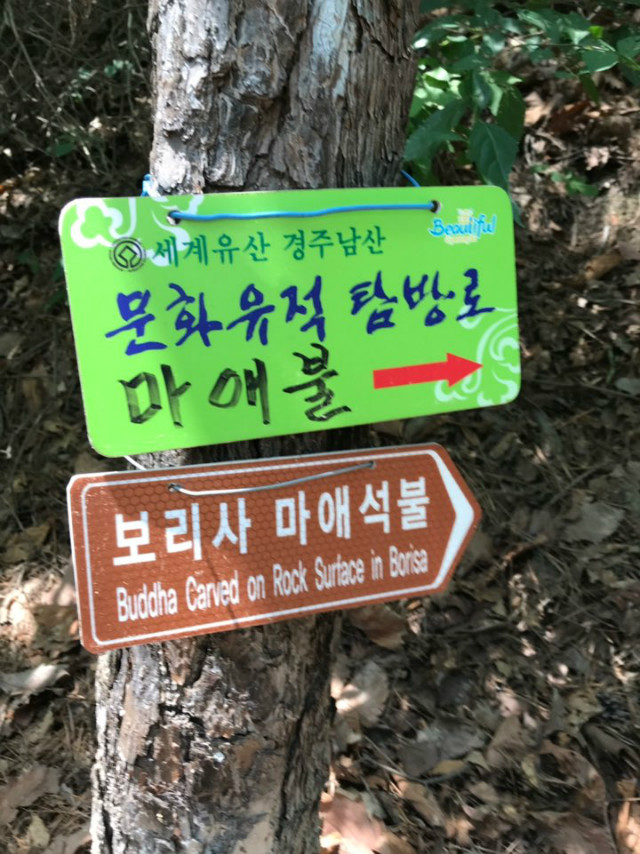 세계유산 경주남산
Beautiful
문화유적 탐방로
마애불
보리사 마애석불
Buddha Carved on Rock Surface in Borisa